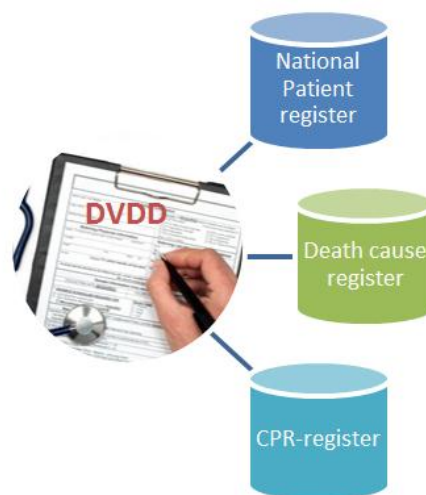 National
Patient
register
DVDD
Death cause
register
CPR-register